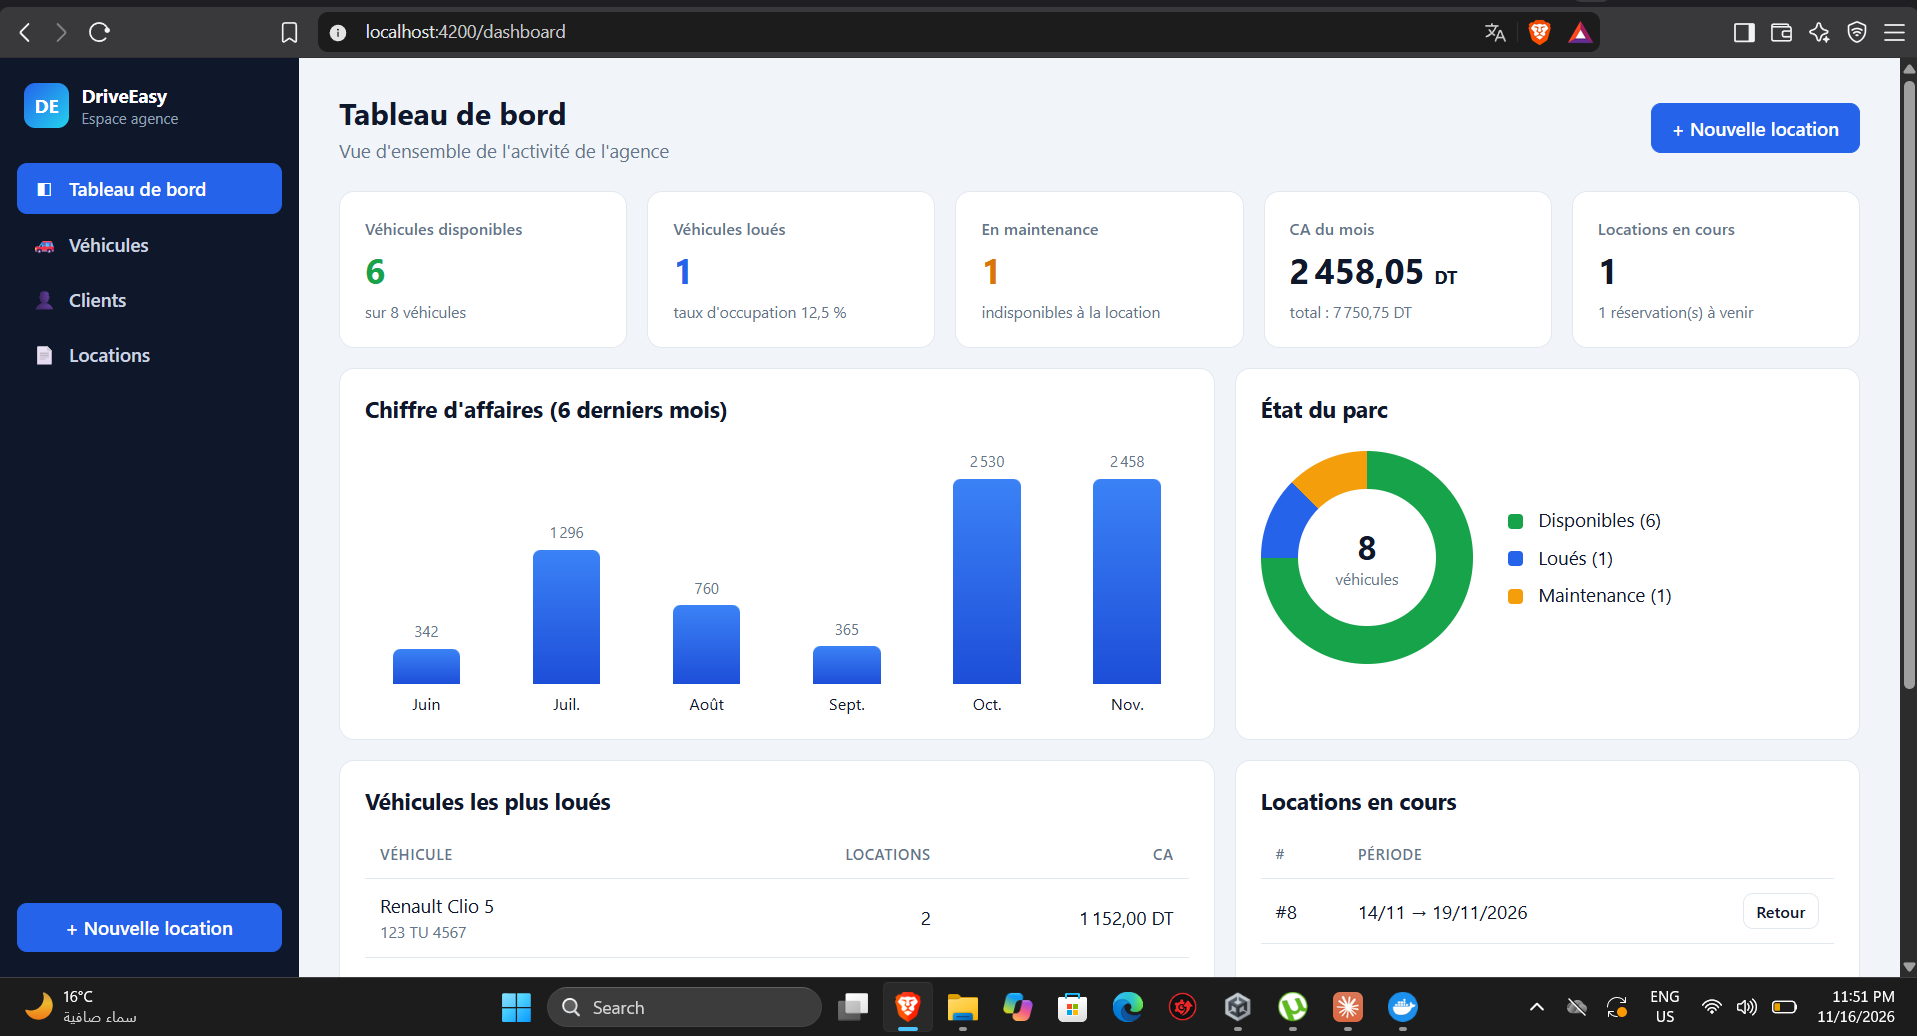 localhost:4200/dashboard
DE
DriveEasy
Espace agence
Tableau de bord
Véhicules
Clients
Locations
+ Nouvelle location
Tableau de bord
Vue d'ensemble de l'activité de l'agence
+ Nouvelle location
Véhicules disponibles
6
sur 8 véhicules
Véhicules loués
1
taux d'occupation 12,5 %
En maintenance
1
indisponibles à la location
CA du mois
2 458,05 DT
total : 7 750,75 DT
Locations en cours
1
1 réservation(s) à venir
Chiffre d'affaires (6 derniers mois)
342
1 296
760
365
2 530
2 458
Juin
Juil.
Août
Sept.
Oct.
Nov.
État du parc
8
véhicules
Disponibles (6)
Loués (1)
Maintenance (1)
Véhicules les plus loués
VÉHICULE LOCATIONS CA
Renault Clio 5
123 TU 4567
2
1 152,00 DT
Locations en cours
# PÉRIODE
#8 14/11 → 19/11/2026 Retour
16°C
سماء صافية
Search
ENG
US
11:51 PM
11/16/2026